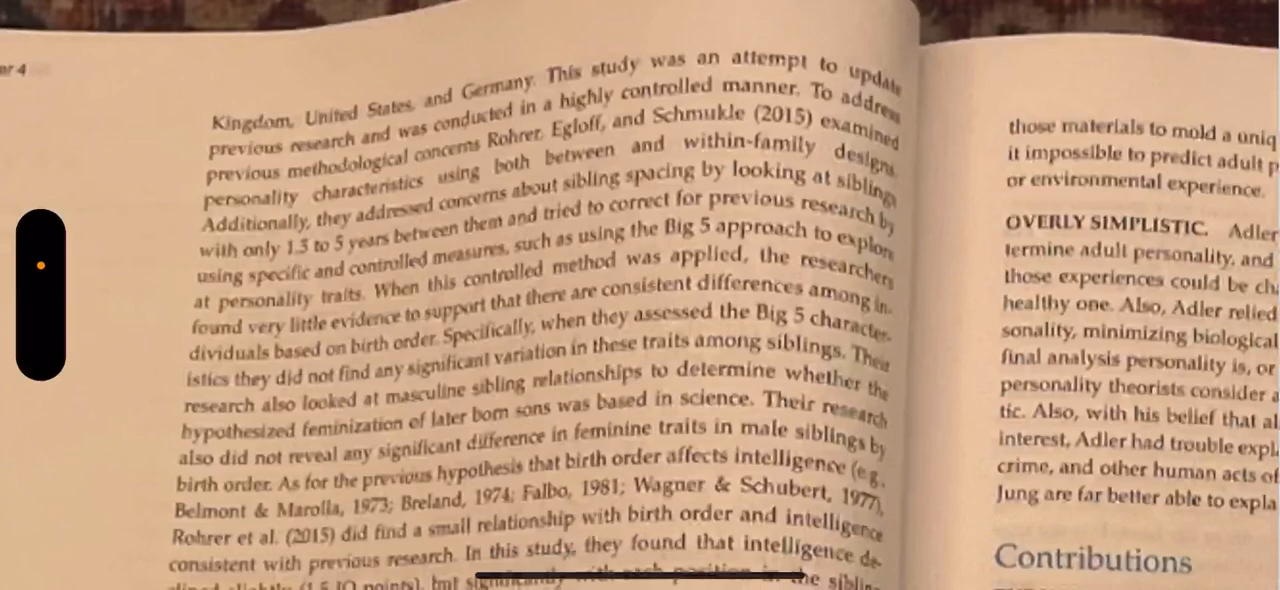 er 4
Kingdom, United States, and Germany. This study was an attempt to update
previous research and was conducted in a highly controlled manner. To address
previous methodological concerns Rohrer, Egloff, and Schmukle (2015) examined
personality characteristics using both between and within-family designs.
Additionally, they addressed concerns about sibling spacing by looking at siblings
with only 1.5 to 5 years between them and tried to correct for previous research by
using specific and controlled measures, such as using the Big 5 approach to explore
at personality traits. When this controlled method was applied, the researchers
found very little evidence to support that there are consistent differences among in-
dividuals based on birth order. Specifically, when they assessed the Big 5 character-
istics they did not find any significant variation in these traits among siblings. Their
research also looked at masculine sibling relationships to determine whether the
hypothesized feminization of later born sons was based in science. Their research
also did not reveal any significant difference in feminine traits in male siblings by
birth order. As for the previous hypothesis that birth order affects intelligence (e.g.,
Belmont & Marolla, 1973; Breland, 1974; Falbo, 1981; Wagner & Schubert, 1977),
Rohrer et al. (2015) did find a small relationship with birth order and intelligence
consistent with previous research. In this study, they found that intelligence de-
slightly (1.5 IQ points), but significantly with each position in the
those materials to mold a uniq
it impossible to predict adult p
or environmental experience.
OVERLY SIMPLISTIC. Adler
termine adult personality, and
those experiences could be ch
healthy one. Also, Adler relied
sonality, minimizing biological
final analysis personality is, or
personality theorists consider a
tic. Also, with his belief that al
interest, Adler had trouble expl
crime, and other human acts of
Jung are far better able to expla
Contributions